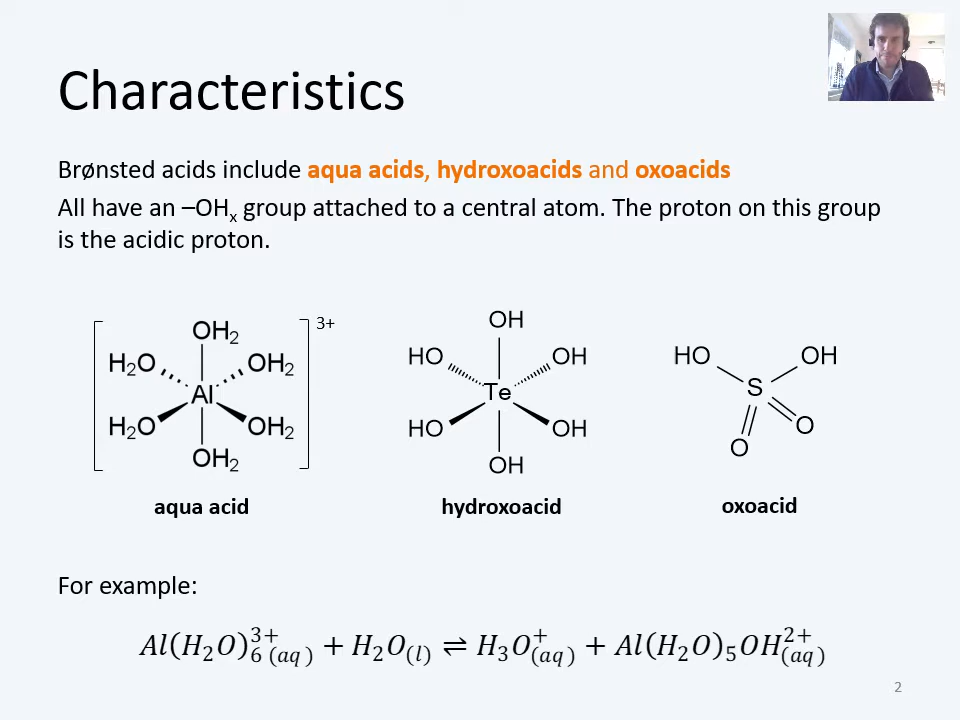 Characteristics
Brønsted acids include aqua acids, hydroxoacids and oxoacids
All have an –OHₓ group attached to a central atom. The proton on this group
is the acidic proton.
OH₂
H₂O OH₂
Al
H₂O OH₂
OH₂
3+
aqua acid
OH
HO OH
Te
HO OH
OH
hydroxoacid
HO OH
S
O
O
oxoacid
For example:
Al(H₂O)₆³⁺(aq) + H₂O(l) ⇌ H₃O⁺(aq) + Al(H₂O)₅OH²⁺(aq)
2